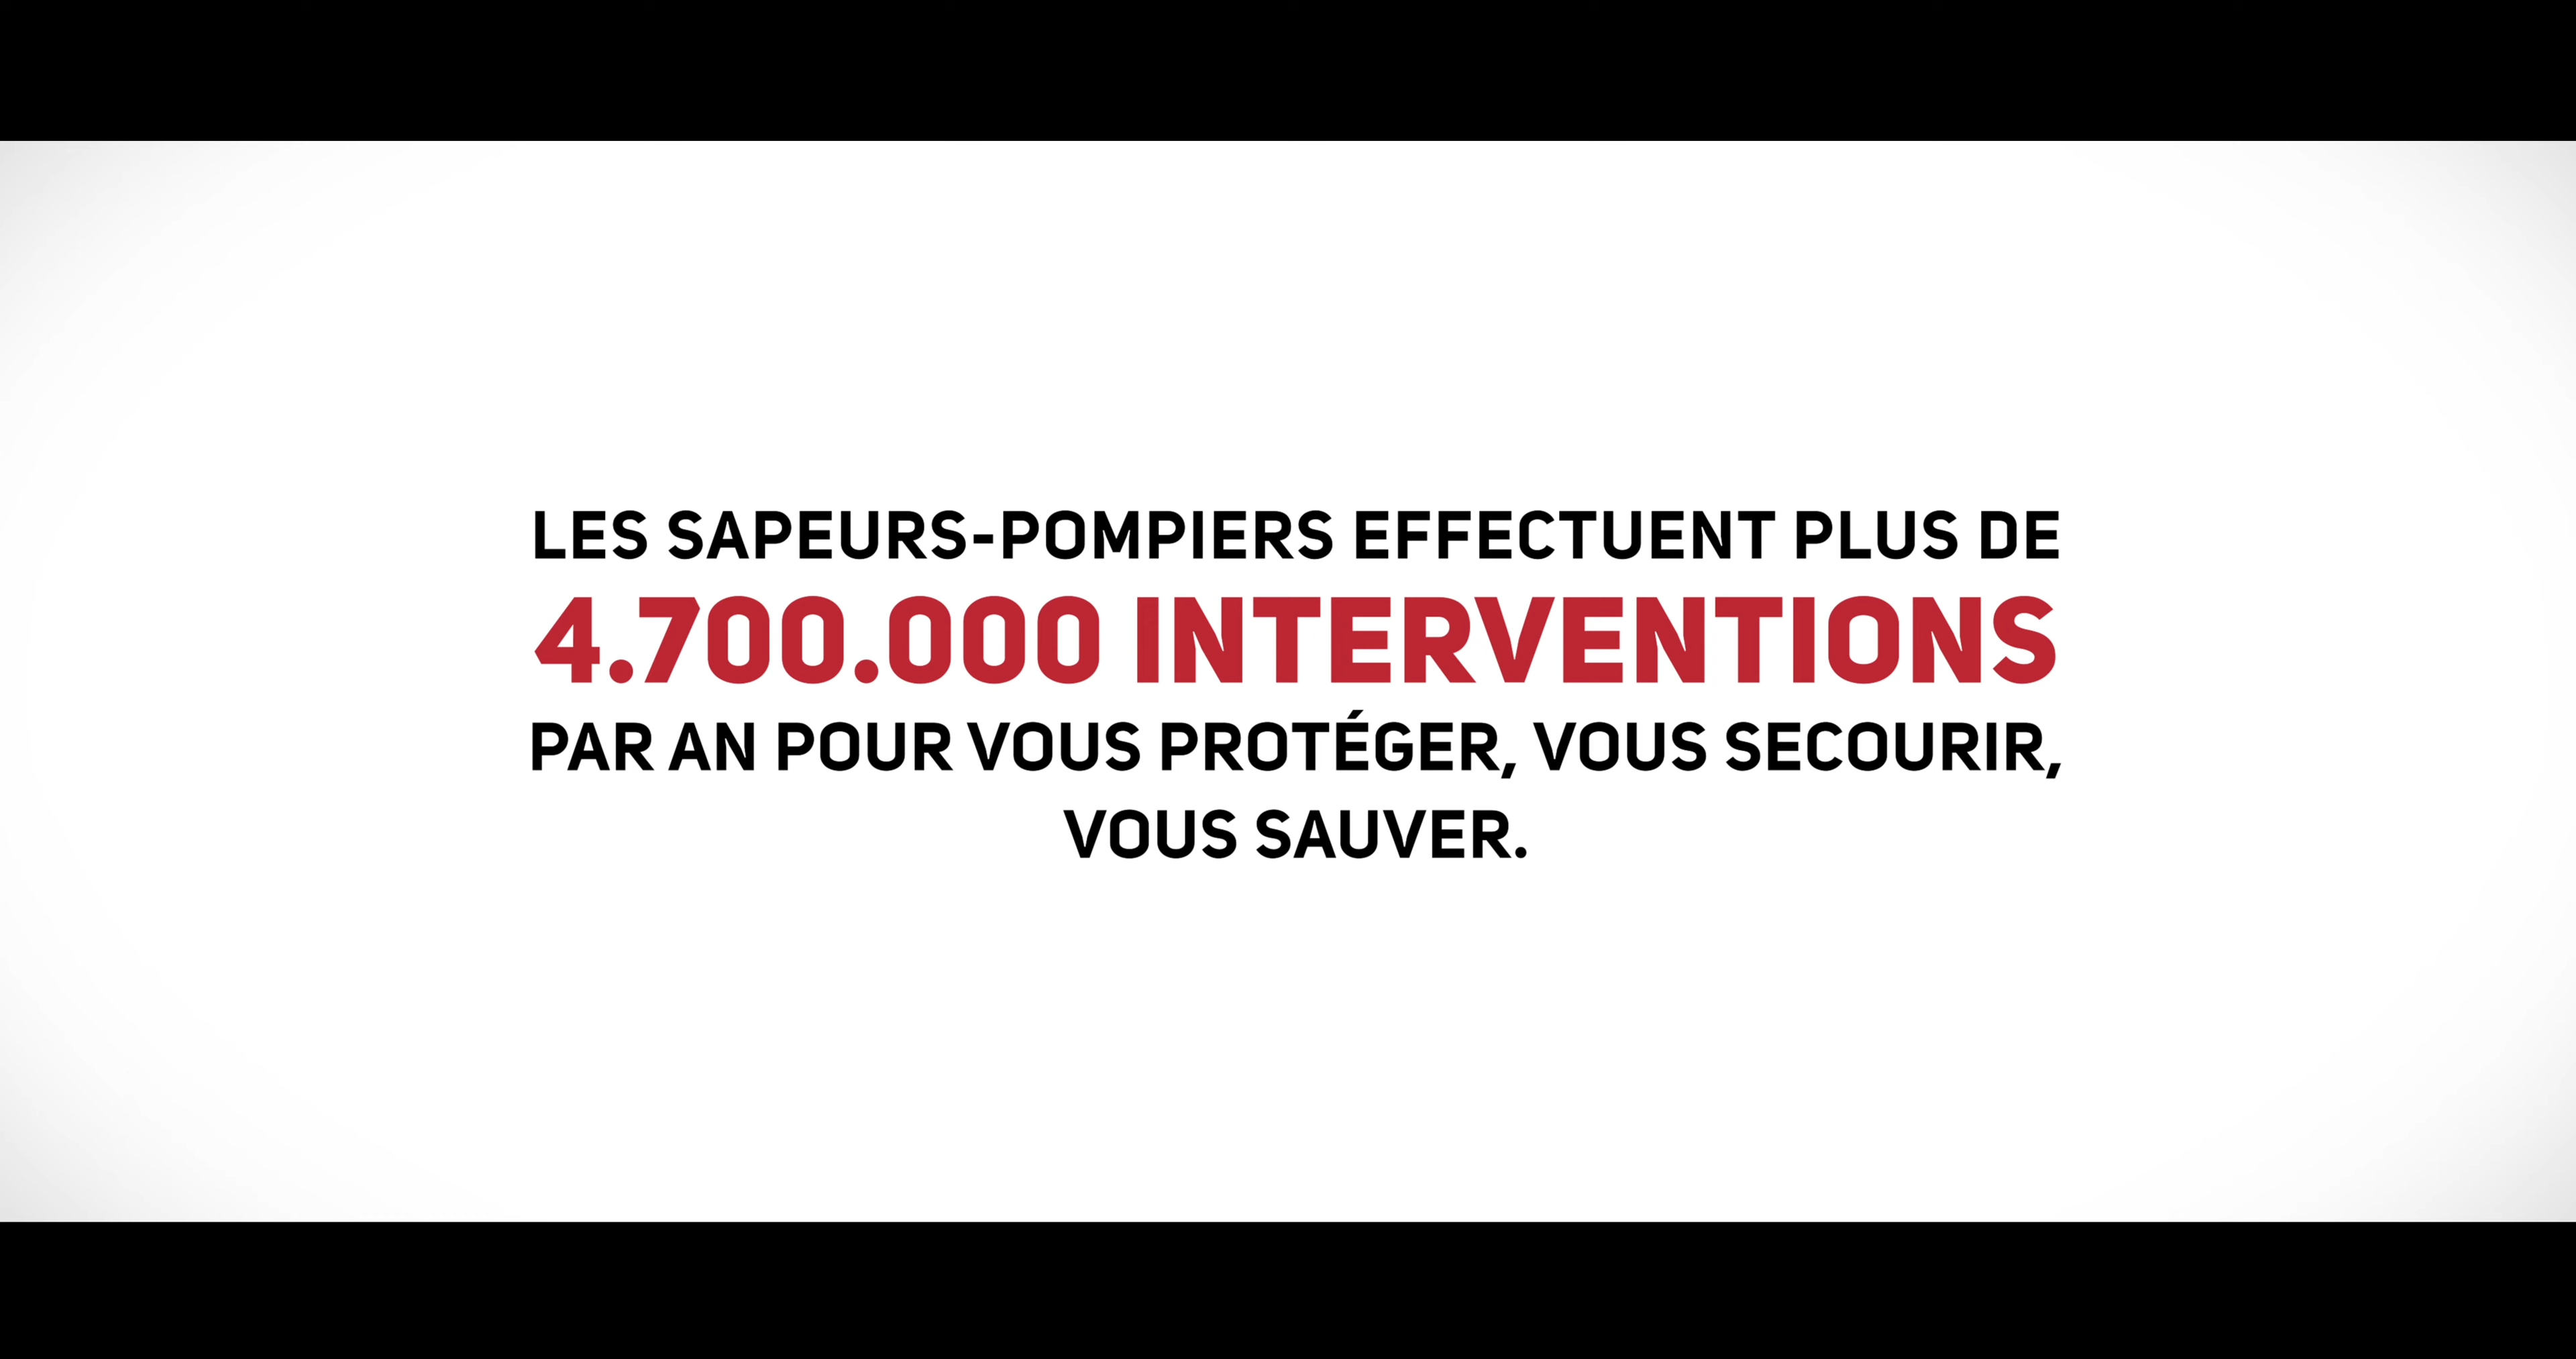 LES SAPEURS-POMPIERS EFFECTUENT PLUS DE
4.700.000 INTERVENTIONS
PAR AN POUR VOUS PROTÉGER, VOUS SECOURIR,
VOUS SAUVER.